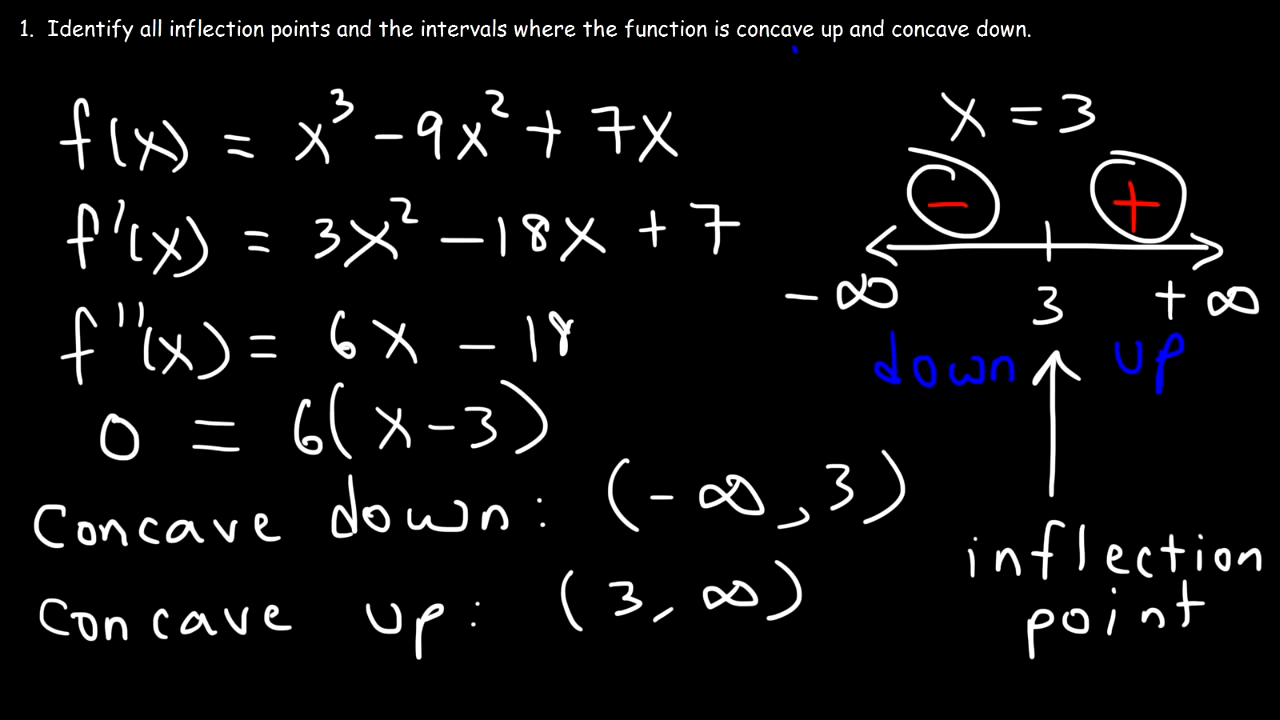 1. Identify all inflection points and the intervals where the function is concave up and concave down.
f(x) = x³ - 9x² + 7x
f'(x) = 3x² - 18x + 7
f''(x) = 6x - 18
0 = 6(x-3)
Concave down: (-∞, 3)
Concave up: (3, ∞)
x = 3
- +
-∞ 3 +∞
down up
inflection
point